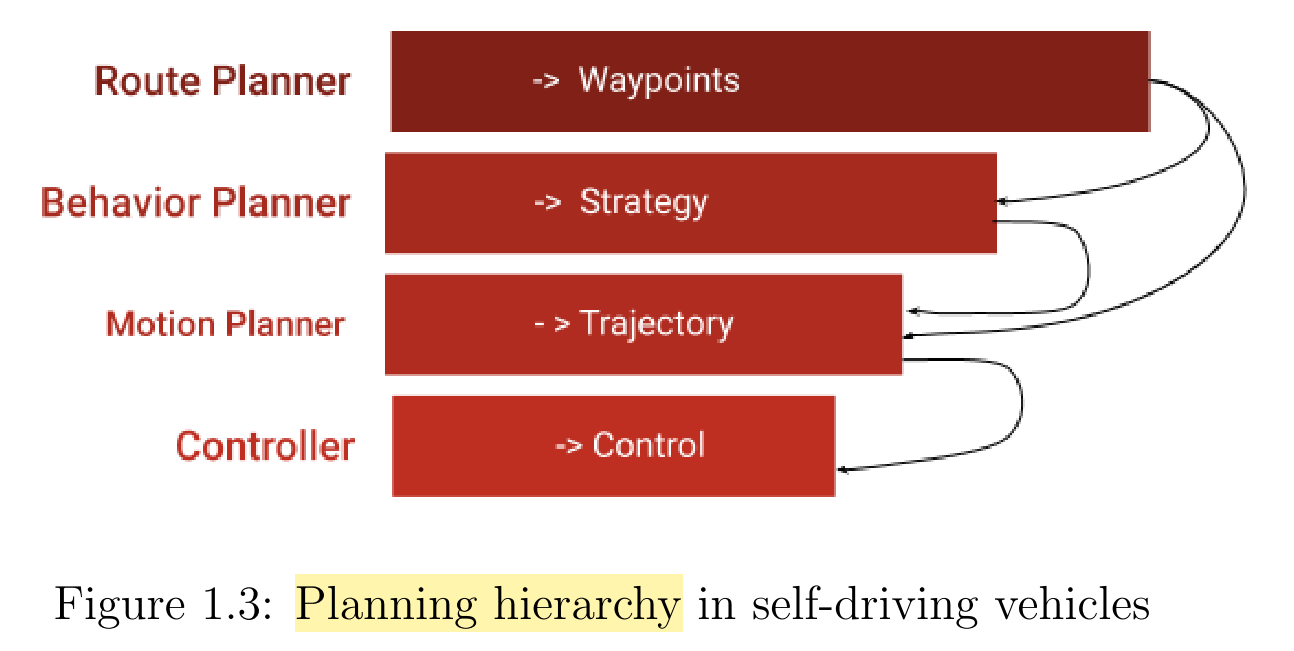 Route Planner -> Waypoints
Behavior Planner -> Strategy
Motion Planner - > Trajectory
Controller -> Control
Figure 1.3: Planning hierarchy in self-driving vehicles